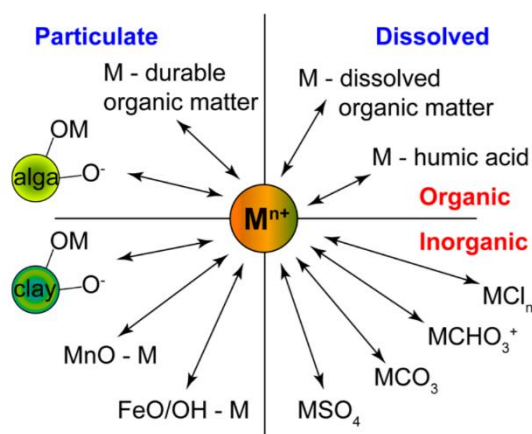 Particulate
Dissolved
M - durable
organic matter
M - dissolved
organic matter
OM
alga
O⁻
M - humic acid
Mⁿ⁺
Organic
Inorganic
OM
clay
O⁻
MnO - M
FeO/OH - M
MSO₄
MCO₃
MCHO₃⁺
MClₙ